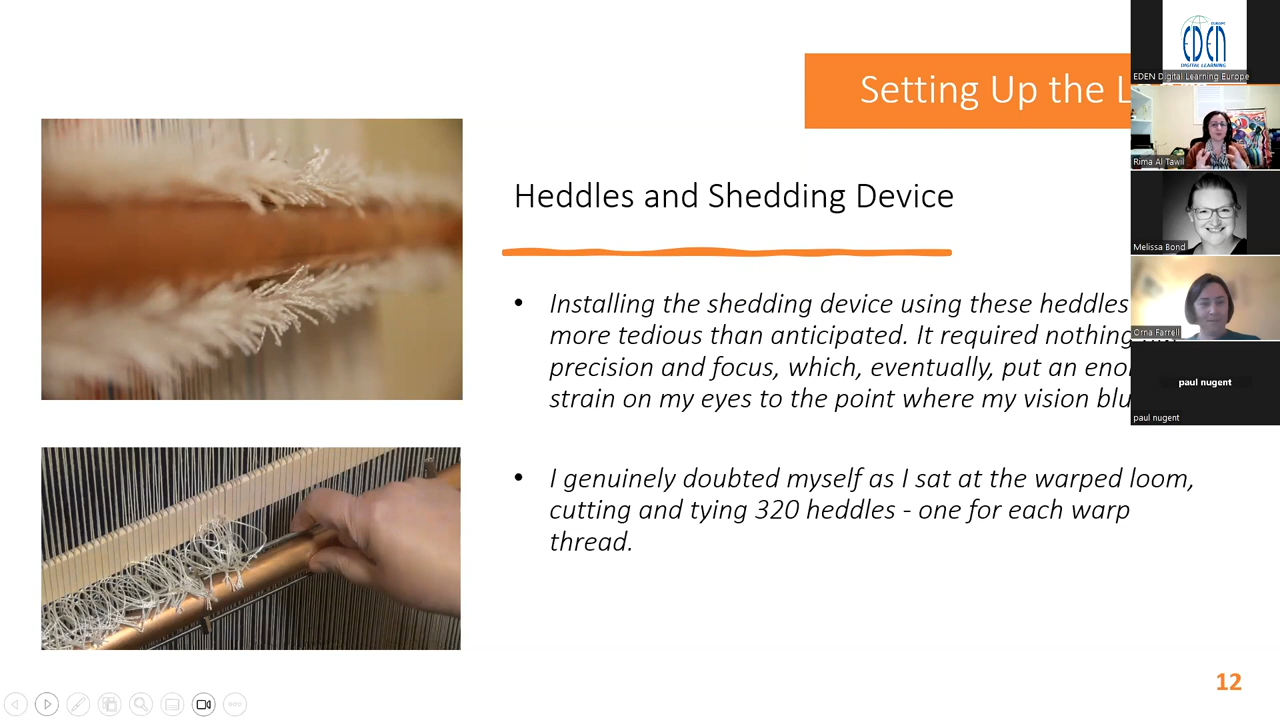 Setting Up the L
Heddles and Shedding Device
• Installing the shedding device using these heddles
more tedious than anticipated. It required nothing
precision and focus, which, eventually, put an
strain on my eyes to the point where my vision
• I genuinely doubted myself as I sat at the warped loom,
cutting and tying 320 heddles - one for each warp
thread.
12
EUROPE
EDEN
DIGITAL LEARNING
EDEN Digital Learning Europe
Rima Al Tawil
Melissa Bond
Orna Farrell
paul nugent
paul nugent